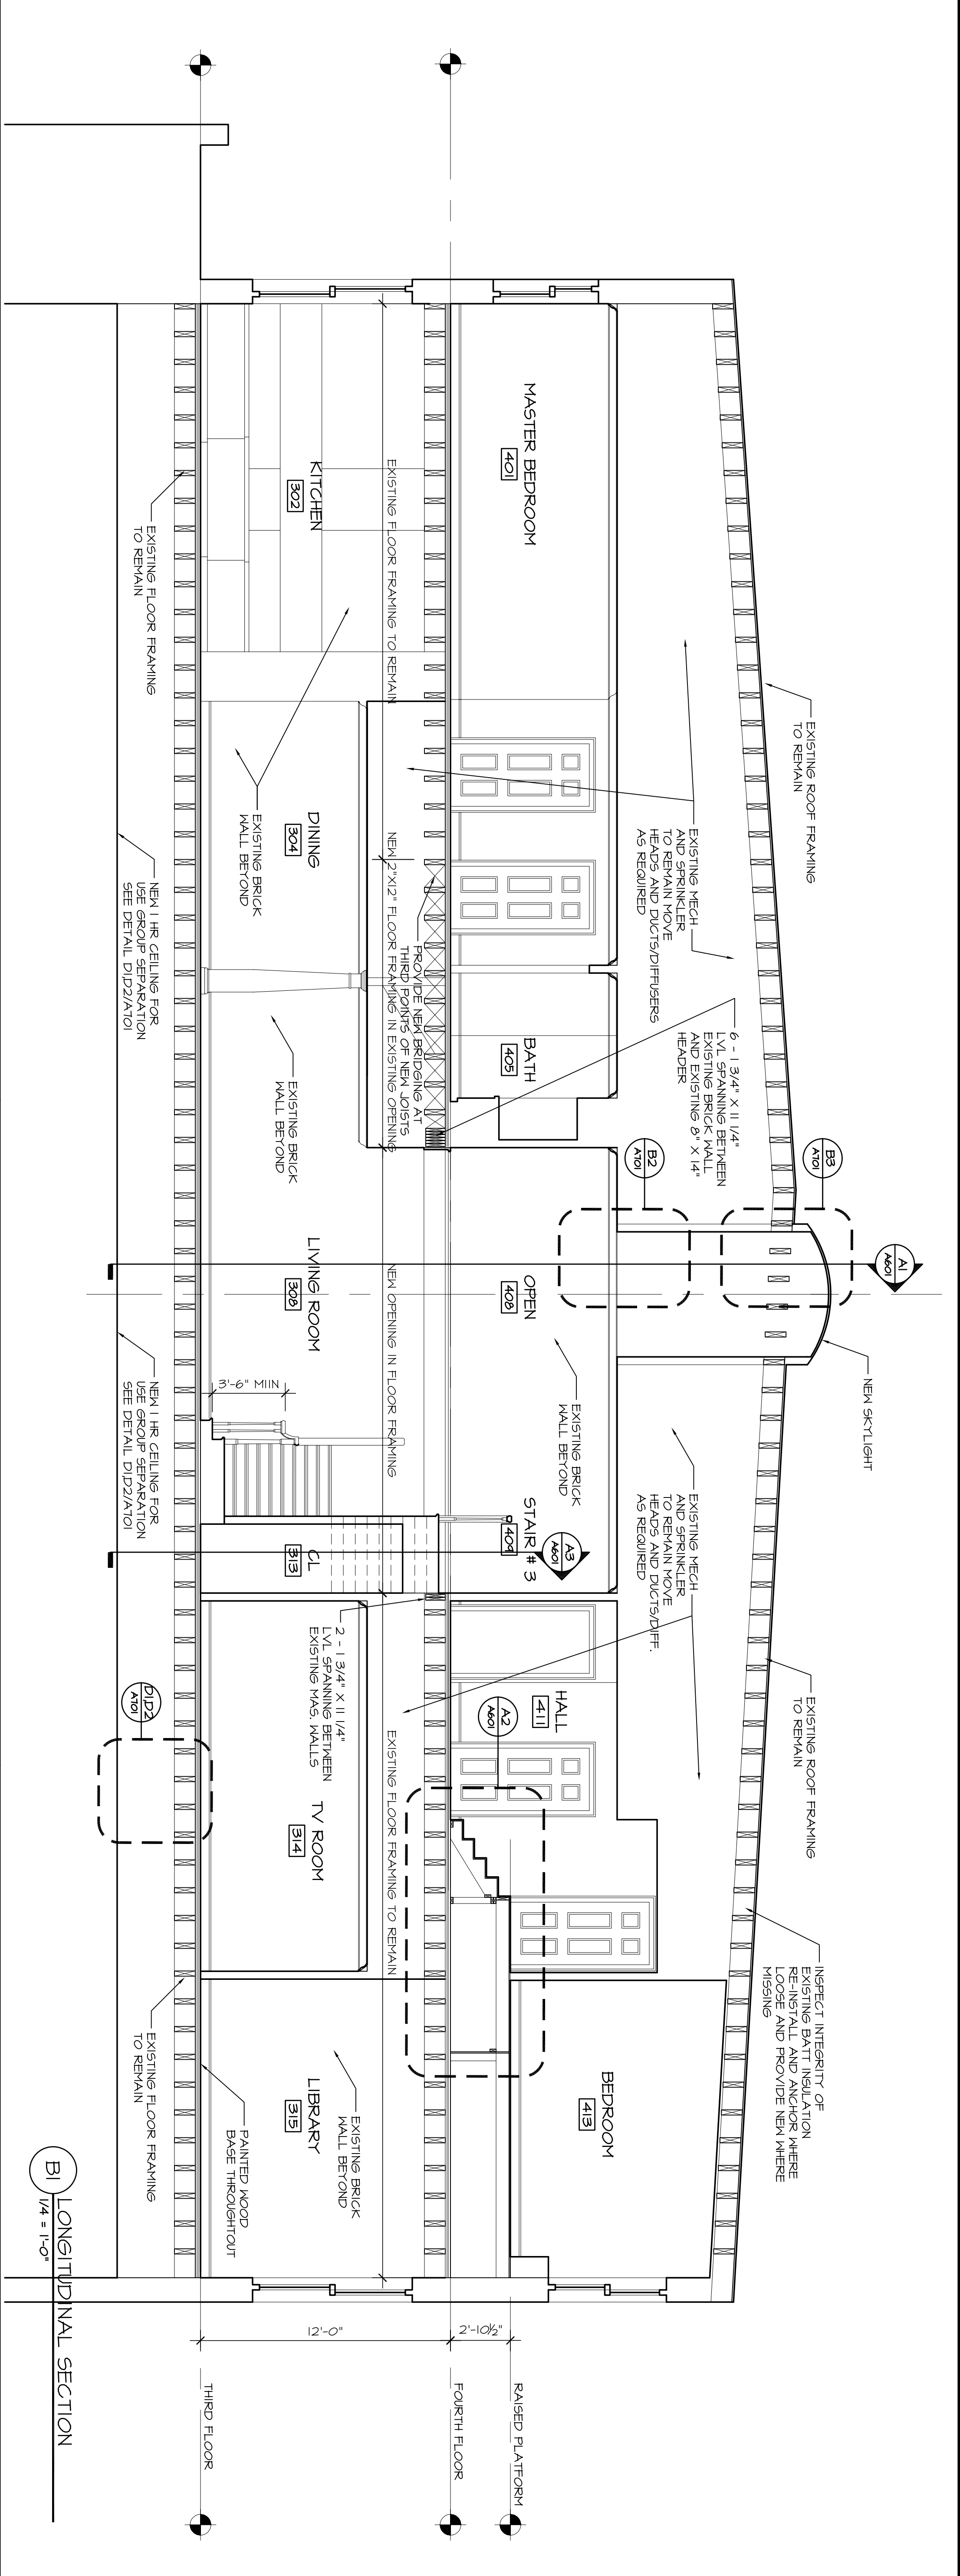 EXISTING ROOF FRAMING
TO REMAIN
NEW SKYLIGHT
EXISTING ROOF FRAMING
TO REMAIN
INSPECT INTEGRITY OF
EXISTING BATT INSULATION
RE-INSTALL AND ANCHOR WHERE
LOOSE AND PROVIDE NEW WHERE
MISSING
A1
A601
B3
A701
B2
A701
EXISTING MECH
AND SPRINKLER
TO REMAIN MOVE
HEADS AND DUCTS/DIFFUSERS
AS REQUIRED
6 - 1 3/4" X 11 1/4"
LVL SPANNING BETWEEN
EXISTING BRICK WALL
AND EXISTING 8" X 14"
HEADER
EXISTING MECH
AND SPRINKLER
TO REMAIN MOVE
HEADS AND DUCTS/DIFF.
AS REQUIRED
MASTER BEDROOM
401
BATH
405
OPEN
408
EXISTING BRICK
WALL BEYOND
STAIR # 3
409
A3
A601
HALL
411
A2
A601
BEDROOM
413
EXISTING FLOOR FRAMING TO REMAIN
NEW 2"X12" FLOOR FRAMING IN EXISTING OPENING
PROVIDE NEW BRIDGING AT
THIRD POINTS OF NEW JOISTS
NEW OPENING IN FLOOR FRAMING
EXISTING FLOOR FRAMING TO REMAIN
KITCHEN
302
EXISTING BRICK
WALL BEYOND
DINING
304
EXISTING BRICK
WALL BEYOND
LIVING ROOM
308
3'-6" MIIN
CL
313
2 - 1 3/4" X 11 1/4"
LVL SPANNING BETWEEN
EXISTING MAS. WALLS
TV ROOM
314
LIBRARY
315
EXISTING BRICK
WALL BEYOND
PAINTED WOOD
BASE THROUGHTOUT
EXISTING FLOOR FRAMING
TO REMAIN
NEW 1 HR CEILING FOR
USE GROUP SEPARATION
SEE DETAIL D1,D2/A701
NEW 1 HR CEILING FOR
USE GROUP SEPARATION
SEE DETAIL D1,D2/A701
D1,D2
A701
EXISTING FLOOR FRAMING
TO REMAIN
2'-10½"
12'-0"
RAISED PLATFORM
FOURTH FLOOR
THIRD FLOOR
B1
LONGITUDINAL SECTION
1/4 = 1'-0"